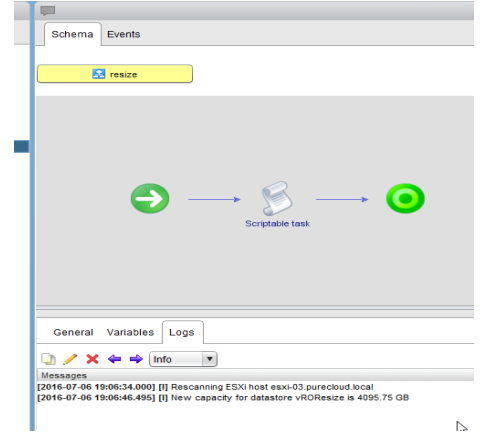 Schema Events
resize
Scriptable task
General Variables Logs
Info
Messages
[2016-07-06 19:06:34.000] [I] Rescanning ESXi host esxi-03.purecloud.local
[2016-07-06 19:06:46.495] [I] New capacity for datastore vROResize is 4095.75 GB